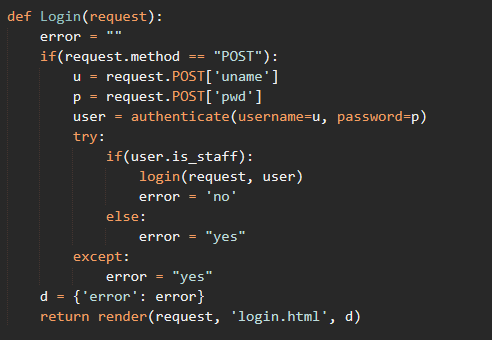 def Login(request):
    error = ""
    if(request.method == "POST"):
        u = request.POST['uname']
        p = request.POST['pwd']
        user = authenticate(username=u, password=p)
        try:
            if(user.is_staff):
                login(request, user)
                error = 'no'
            else:
                error = "yes"
        except:
            error = "yes"
    d = {'error': error}
    return render(request, 'login.html', d)